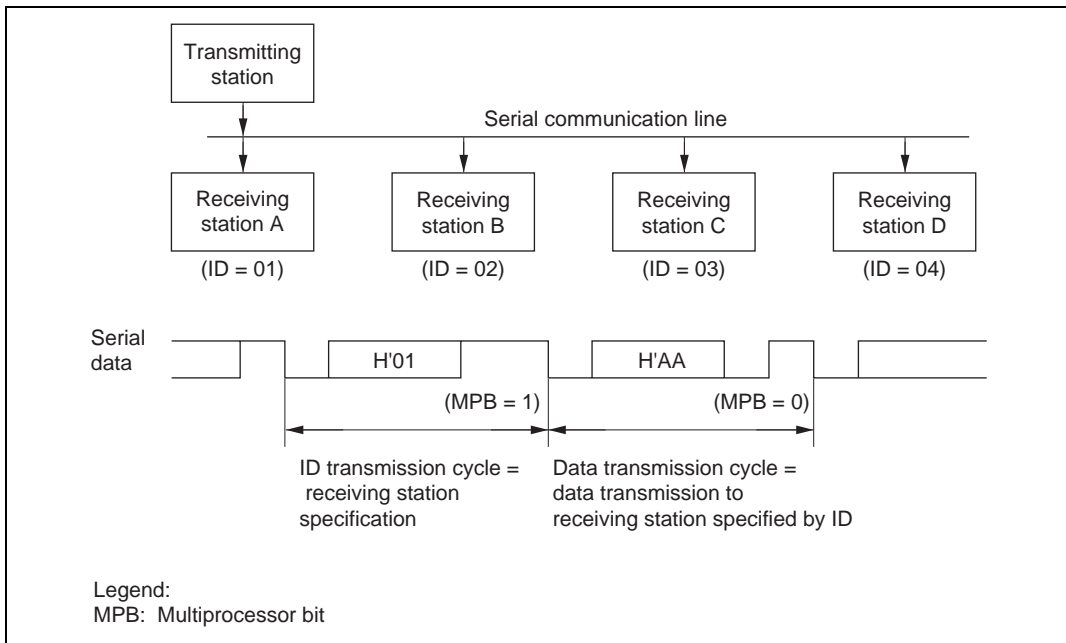 Transmitting
station
Serial communication line
Receiving
station A
Receiving
station B
Receiving
station C
Receiving
station D
(ID = 01)
(ID = 02)
(ID = 03)
(ID = 04)
Serial
data
H'01
H'AA
(MPB = 1)
(MPB = 0)
ID transmission cycle =
receiving station
specification
Data transmission cycle =
data transmission to
receiving station specified by ID
Legend:
MPB: Multiprocessor bit